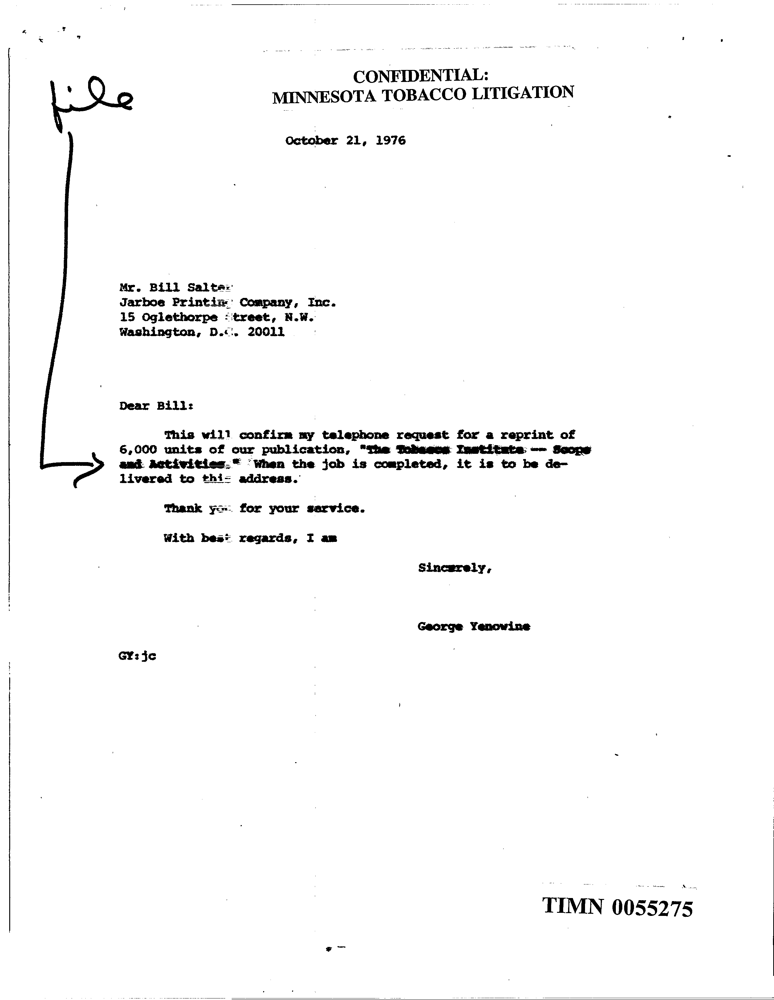 file
CONFIDENTIAL:
MINNESOTA TOBACCO LITIGATION
October 21, 1976
Mr. Bill Salter
Jarboe Printing Company, Inc.
15 Oglethorpe Street, N.W.
Washington, D.C. 20011
Dear Bill:
This will confirm my telephone request for a reprint of
6,000 units of our publication, "The Tobacco Institute -- Scope
and Activities." When the job is completed, it is to be de-
livered to this address.
Thank you for your service.
With best regards, I am
Sincerely,
George Yenowine
GY:jc
TIMN 0055275